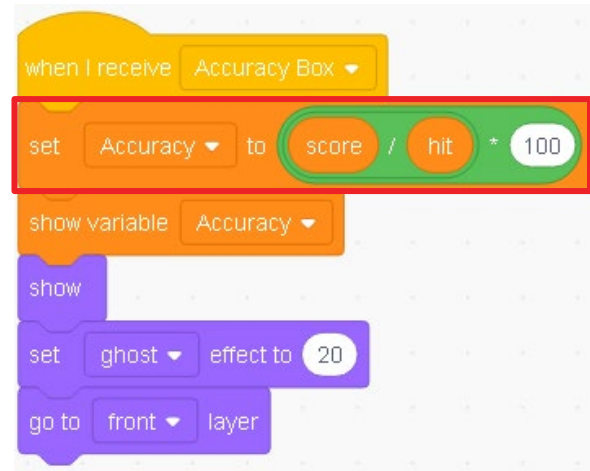 when I receive Accuracy Box
set Accuracy to score / hit * 100
show variable Accuracy
show
set ghost effect to 20
go to front layer